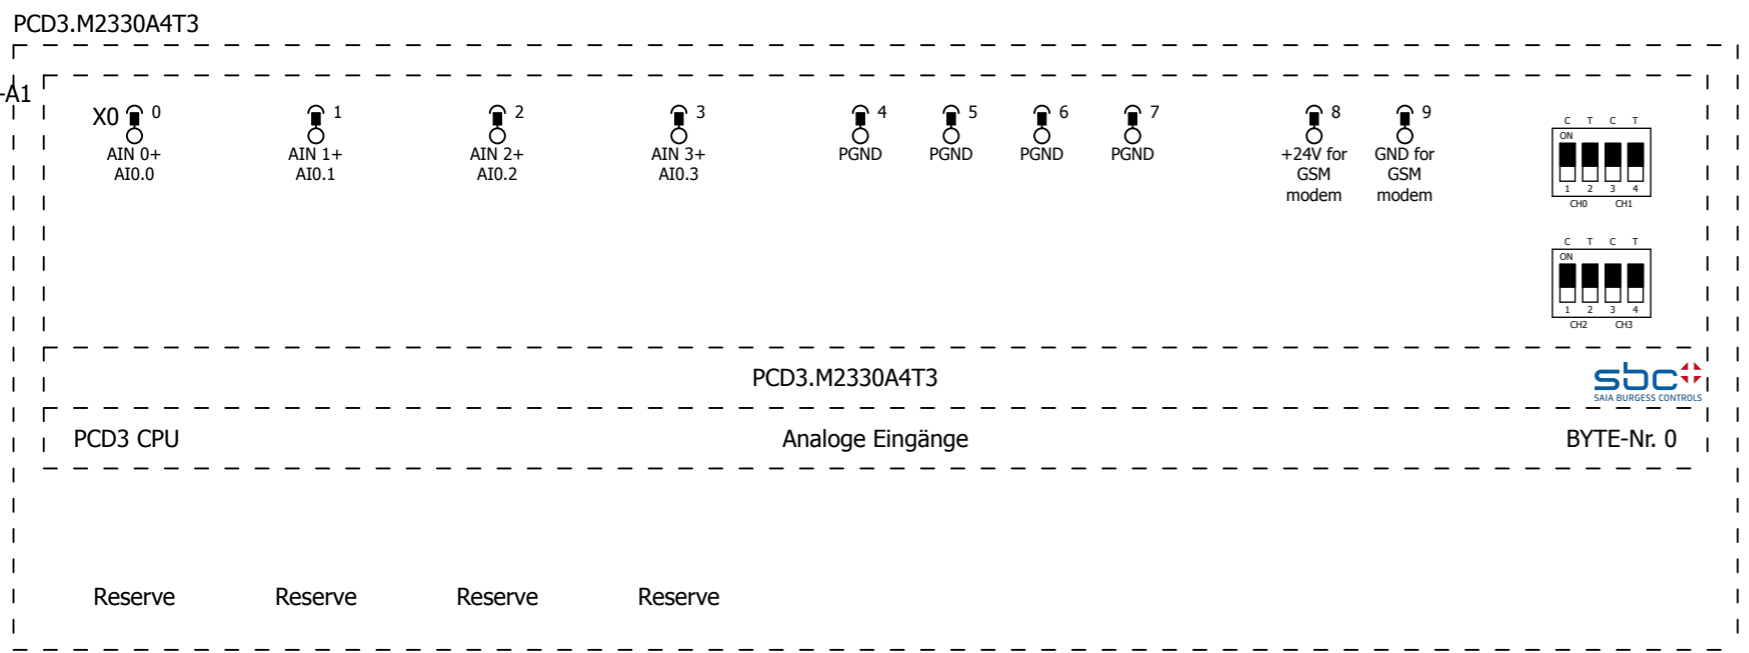 PCD3.M2330A4T3
-A1
X0 0 1 2 3 4 5 6 7 8 9
AIN 0+ AIN 1+ AIN 2+ AIN 3+ PGND PGND PGND PGND +24V for GND for
AI0.0 AI0.1 AI0.2 AI0.3 GSM GSM
modem modem
C T C T
ON
1 2 3 4
CH0 CH1
C T C T
ON
1 2 3 4
CH2 CH3
PCD3.M2330A4T3
sbc
SAIA BURGESS CONTROLS
PCD3 CPU Analoge Eingänge BYTE-Nr. 0
Reserve Reserve Reserve Reserve